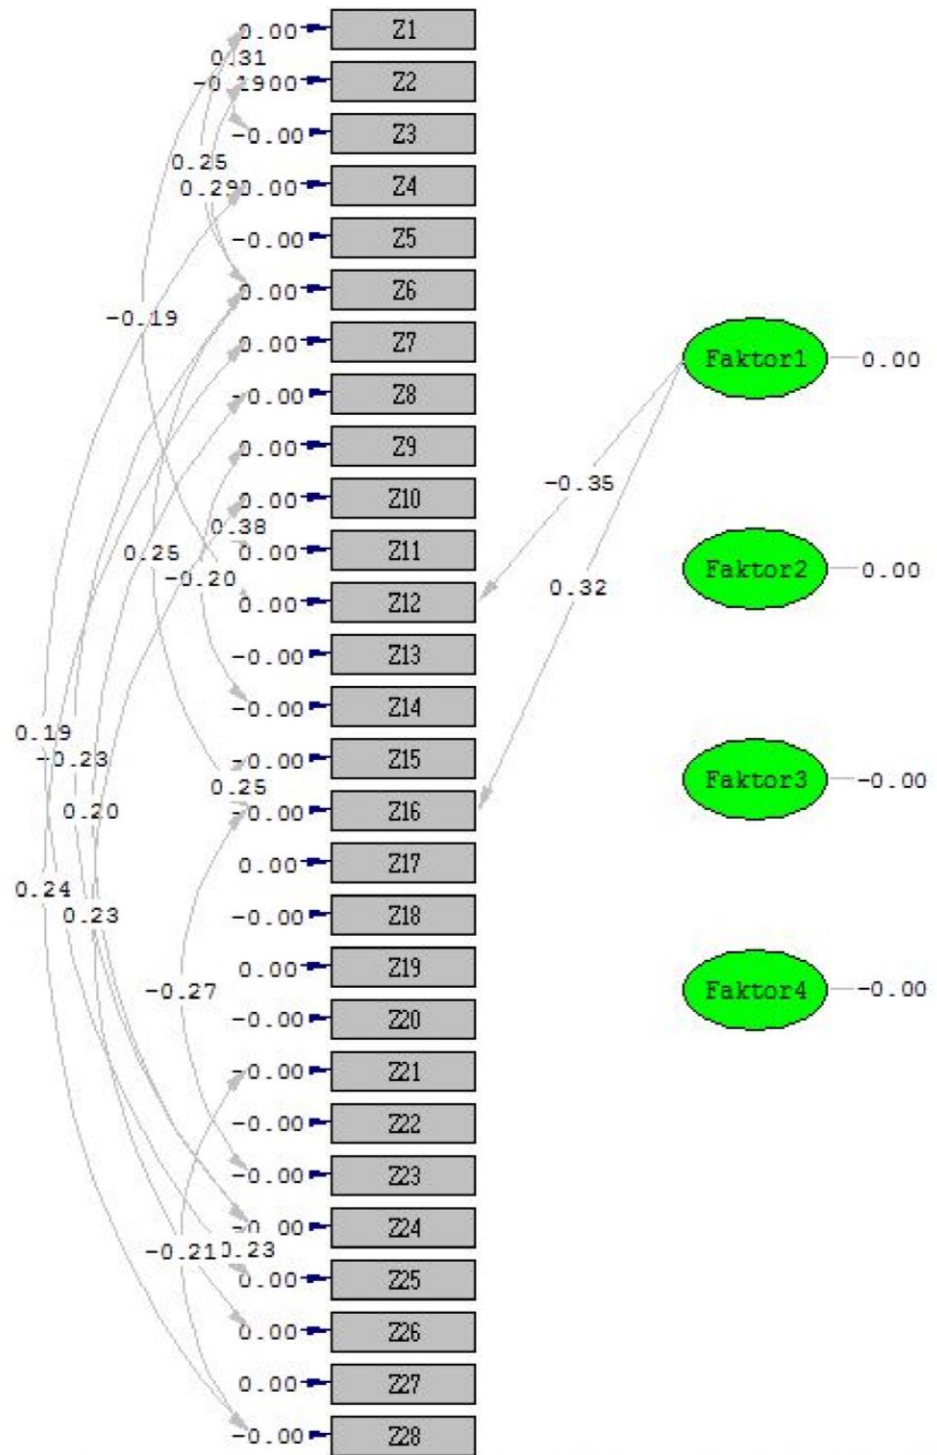 0.00 Z1
0.31
-0.19 00 Z2
-0.00 Z3
0.25
0.29 0.00 Z4
-0.00 Z5
0.00 Z6
-0.19
0.00 Z7
Faktor1 0.00
-0.00 Z8
0.00 Z9
-0.35
0.00 Z10
0.38
0.25 0.00 Z11
Faktor2 0.00
-0.20
0.32
0.00 Z12
-0.00 Z13
-0.00 Z14
0.19
-0.23 -0.00 Z15
Faktor3 -0.00
0.25
0.20 -0.00 Z16
0.00 Z17
0.24
0.23 -0.00 Z18
0.00 Z19
-0.27
Faktor4 -0.00
-0.00 Z20
-0.00 Z21
-0.00 Z22
-0.00 Z23
-0.00 Z24
-0.21 0.23
0.00 Z25
0.00 Z26
0.00 Z27
-0.00 Z28